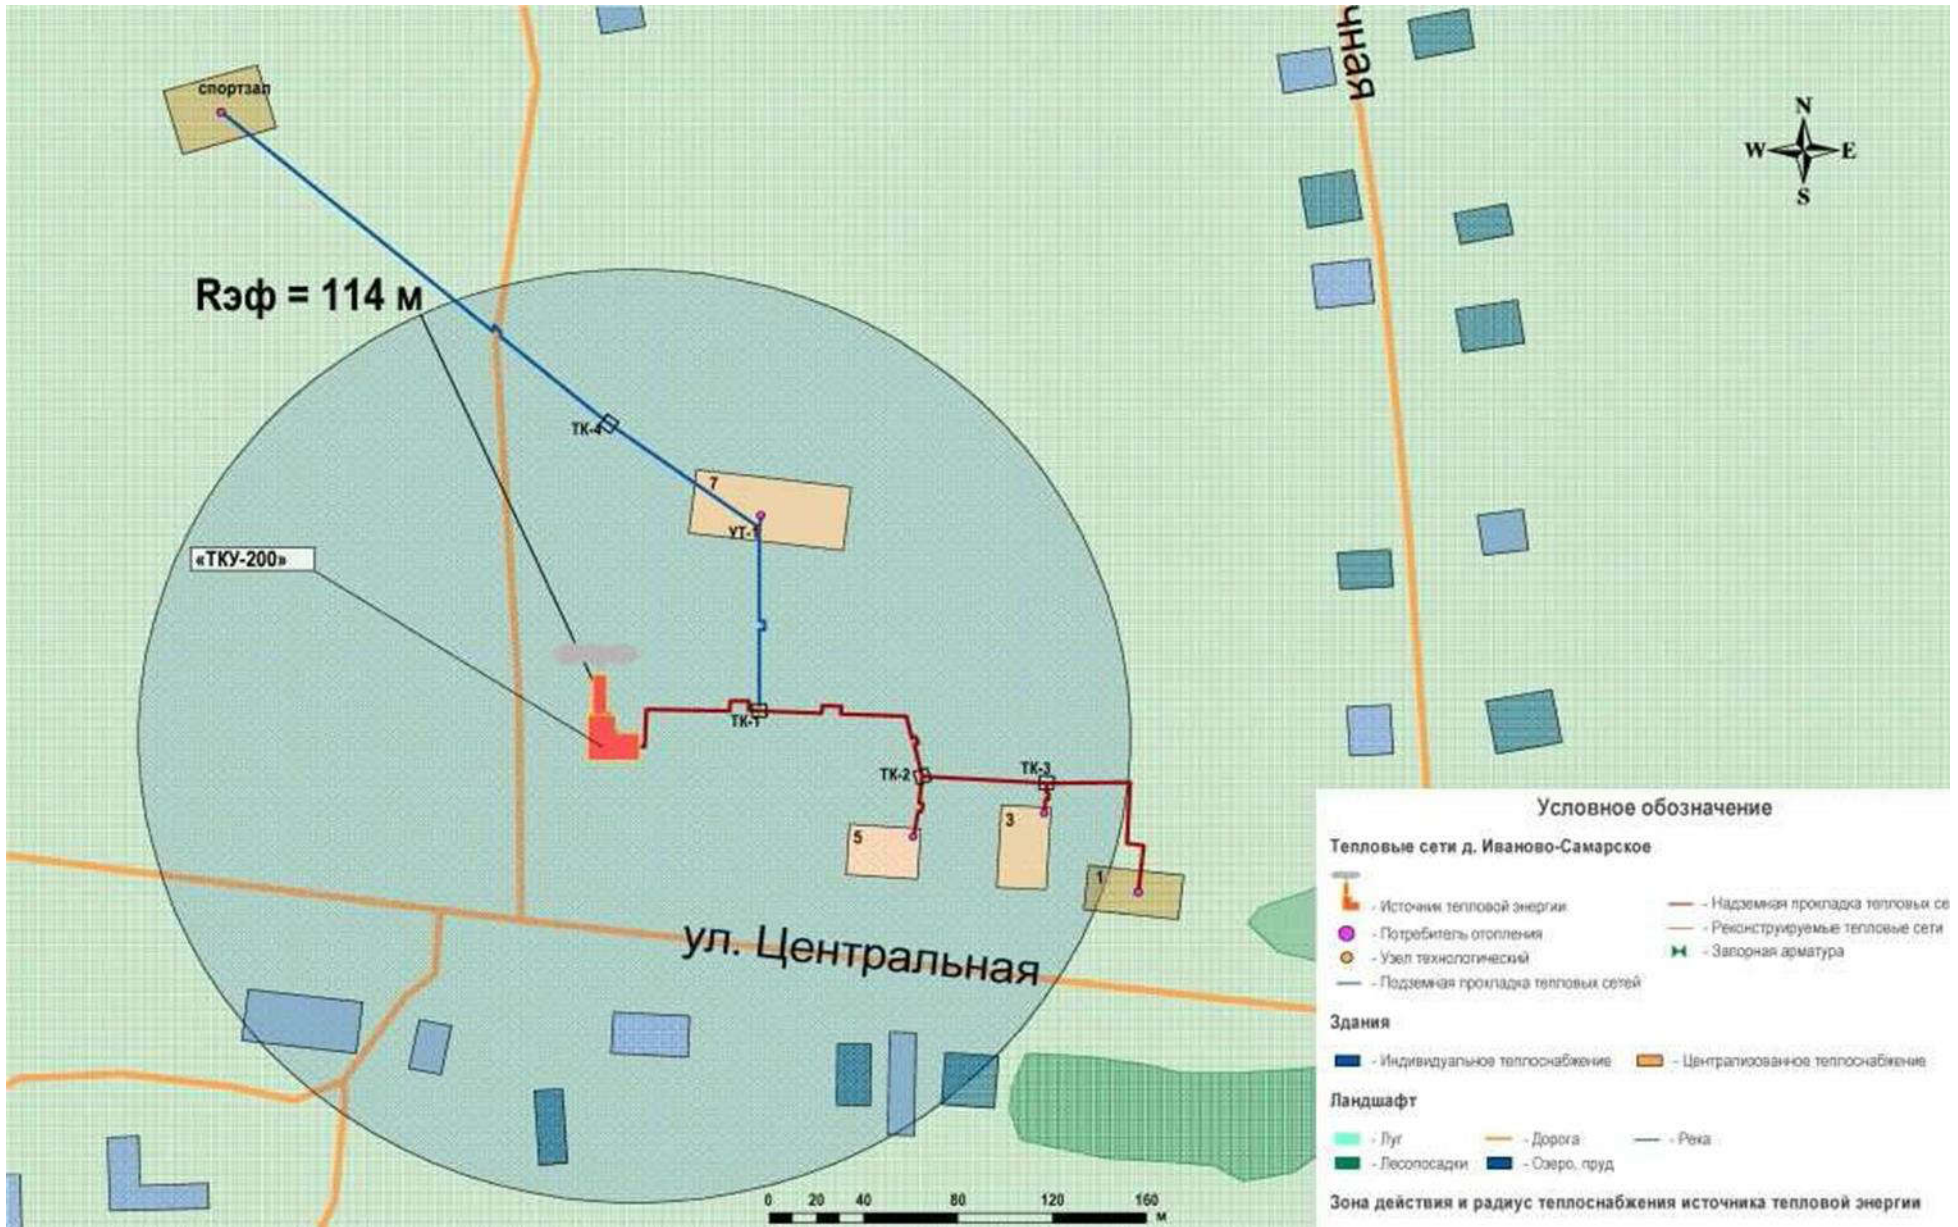 чная
спортзал
N
W E
S
Rэф = 114 м
ТК-4
7
УТ-1
«ТКУ-200»
ТК-1
ТК-2
ТК-3
5
3
1
ул. Центральная
Условное обозначение
Тепловые сети д. Иваново-Самарское
- Источник тепловой энергии
- Потребитель отопления
- Узел технологический
- Подземная прокладка тепловых сетей
- Надземная прокладка тепловых се
- Реконструируемые тепловые сети
- Запорная арматура
Здания
- Индивидуальное теплоснабжение
- Централизованное теплоснабжение
Ландшафт
- Луг
- Дорога
- Река
- Лесопосадки
- Озеро, пруд
Зона действия и радиус теплоснабжения источника тепловой энергии
0 20 40 80 120 160
м